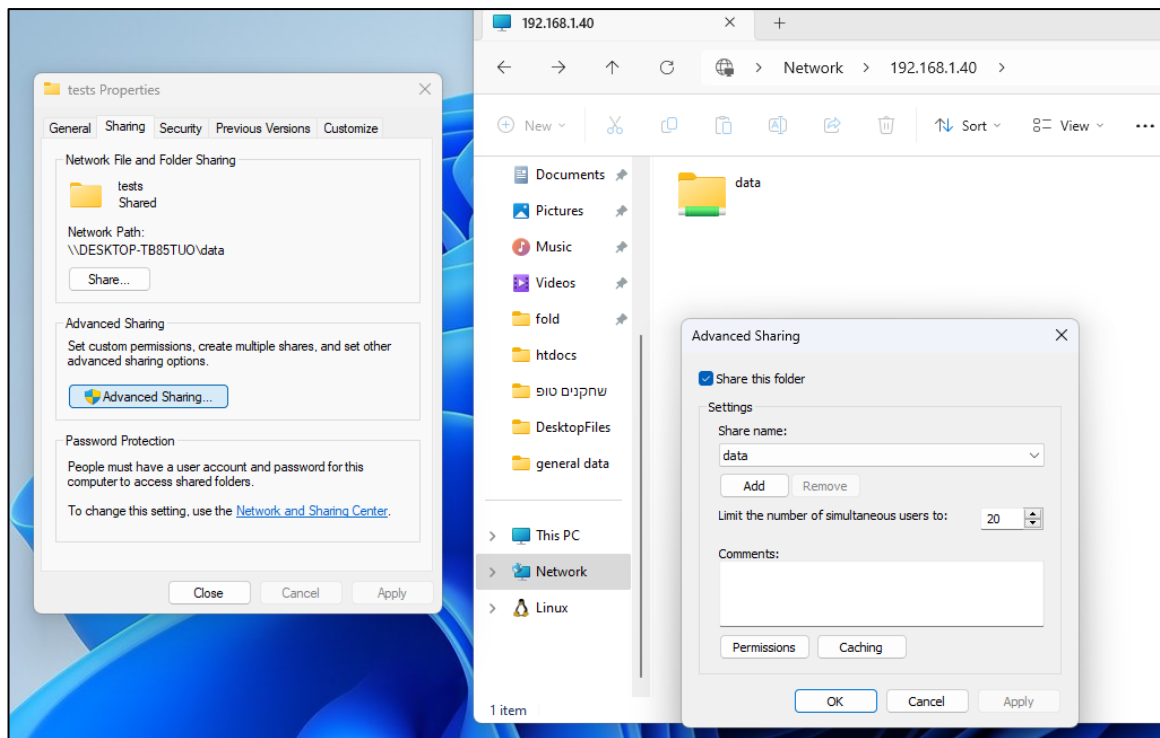 tests Properties
General Sharing Security Previous Versions Customize
Network File and Folder Sharing
tests
Shared
Network Path:
\\DESKTOP-TB85TUO\data
Share...
Advanced Sharing
Set custom permissions, create multiple shares, and set other
advanced sharing options.
Advanced Sharing...
Password Protection
People must have a user account and password for this
computer to access shared folders.
To change this setting, use the Network and Sharing Center.
Close Cancel Apply
192.168.1.40
Network > 192.168.1.40 >
New Sort View
Documents
Pictures
Music
Videos
fold
htdocs
שחקנים טופ
DesktopFiles
general data
This PC
Network
Linux
1 item
data
Advanced Sharing
Share this folder
Settings
Share name:
data
Add Remove
Limit the number of simultaneous users to: 20
Comments:
Permissions Caching
OK Cancel Apply